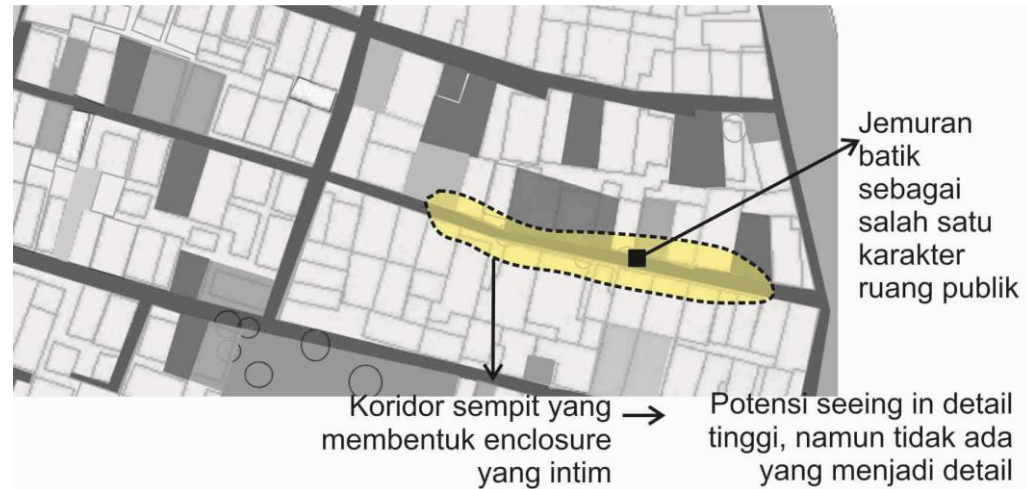 Jemuran
batik
sebagai
salah satu
karakter
ruang publik
Koridor sempit yang
membentuk enclosure
yang intim
Potensi seeing in detail
tinggi, namun tidak ada
yang menjadi detail